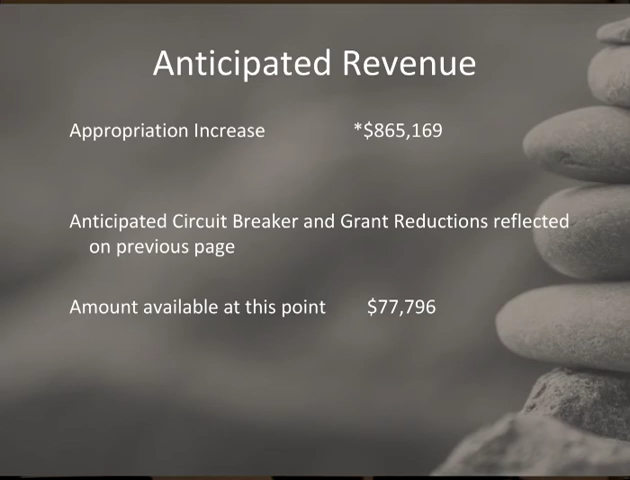 Anticipated Revenue
Appropriation Increase *$865,169
Anticipated Circuit Breaker and Grant Reductions reflected
on previous page
Amount available at this point $77,796